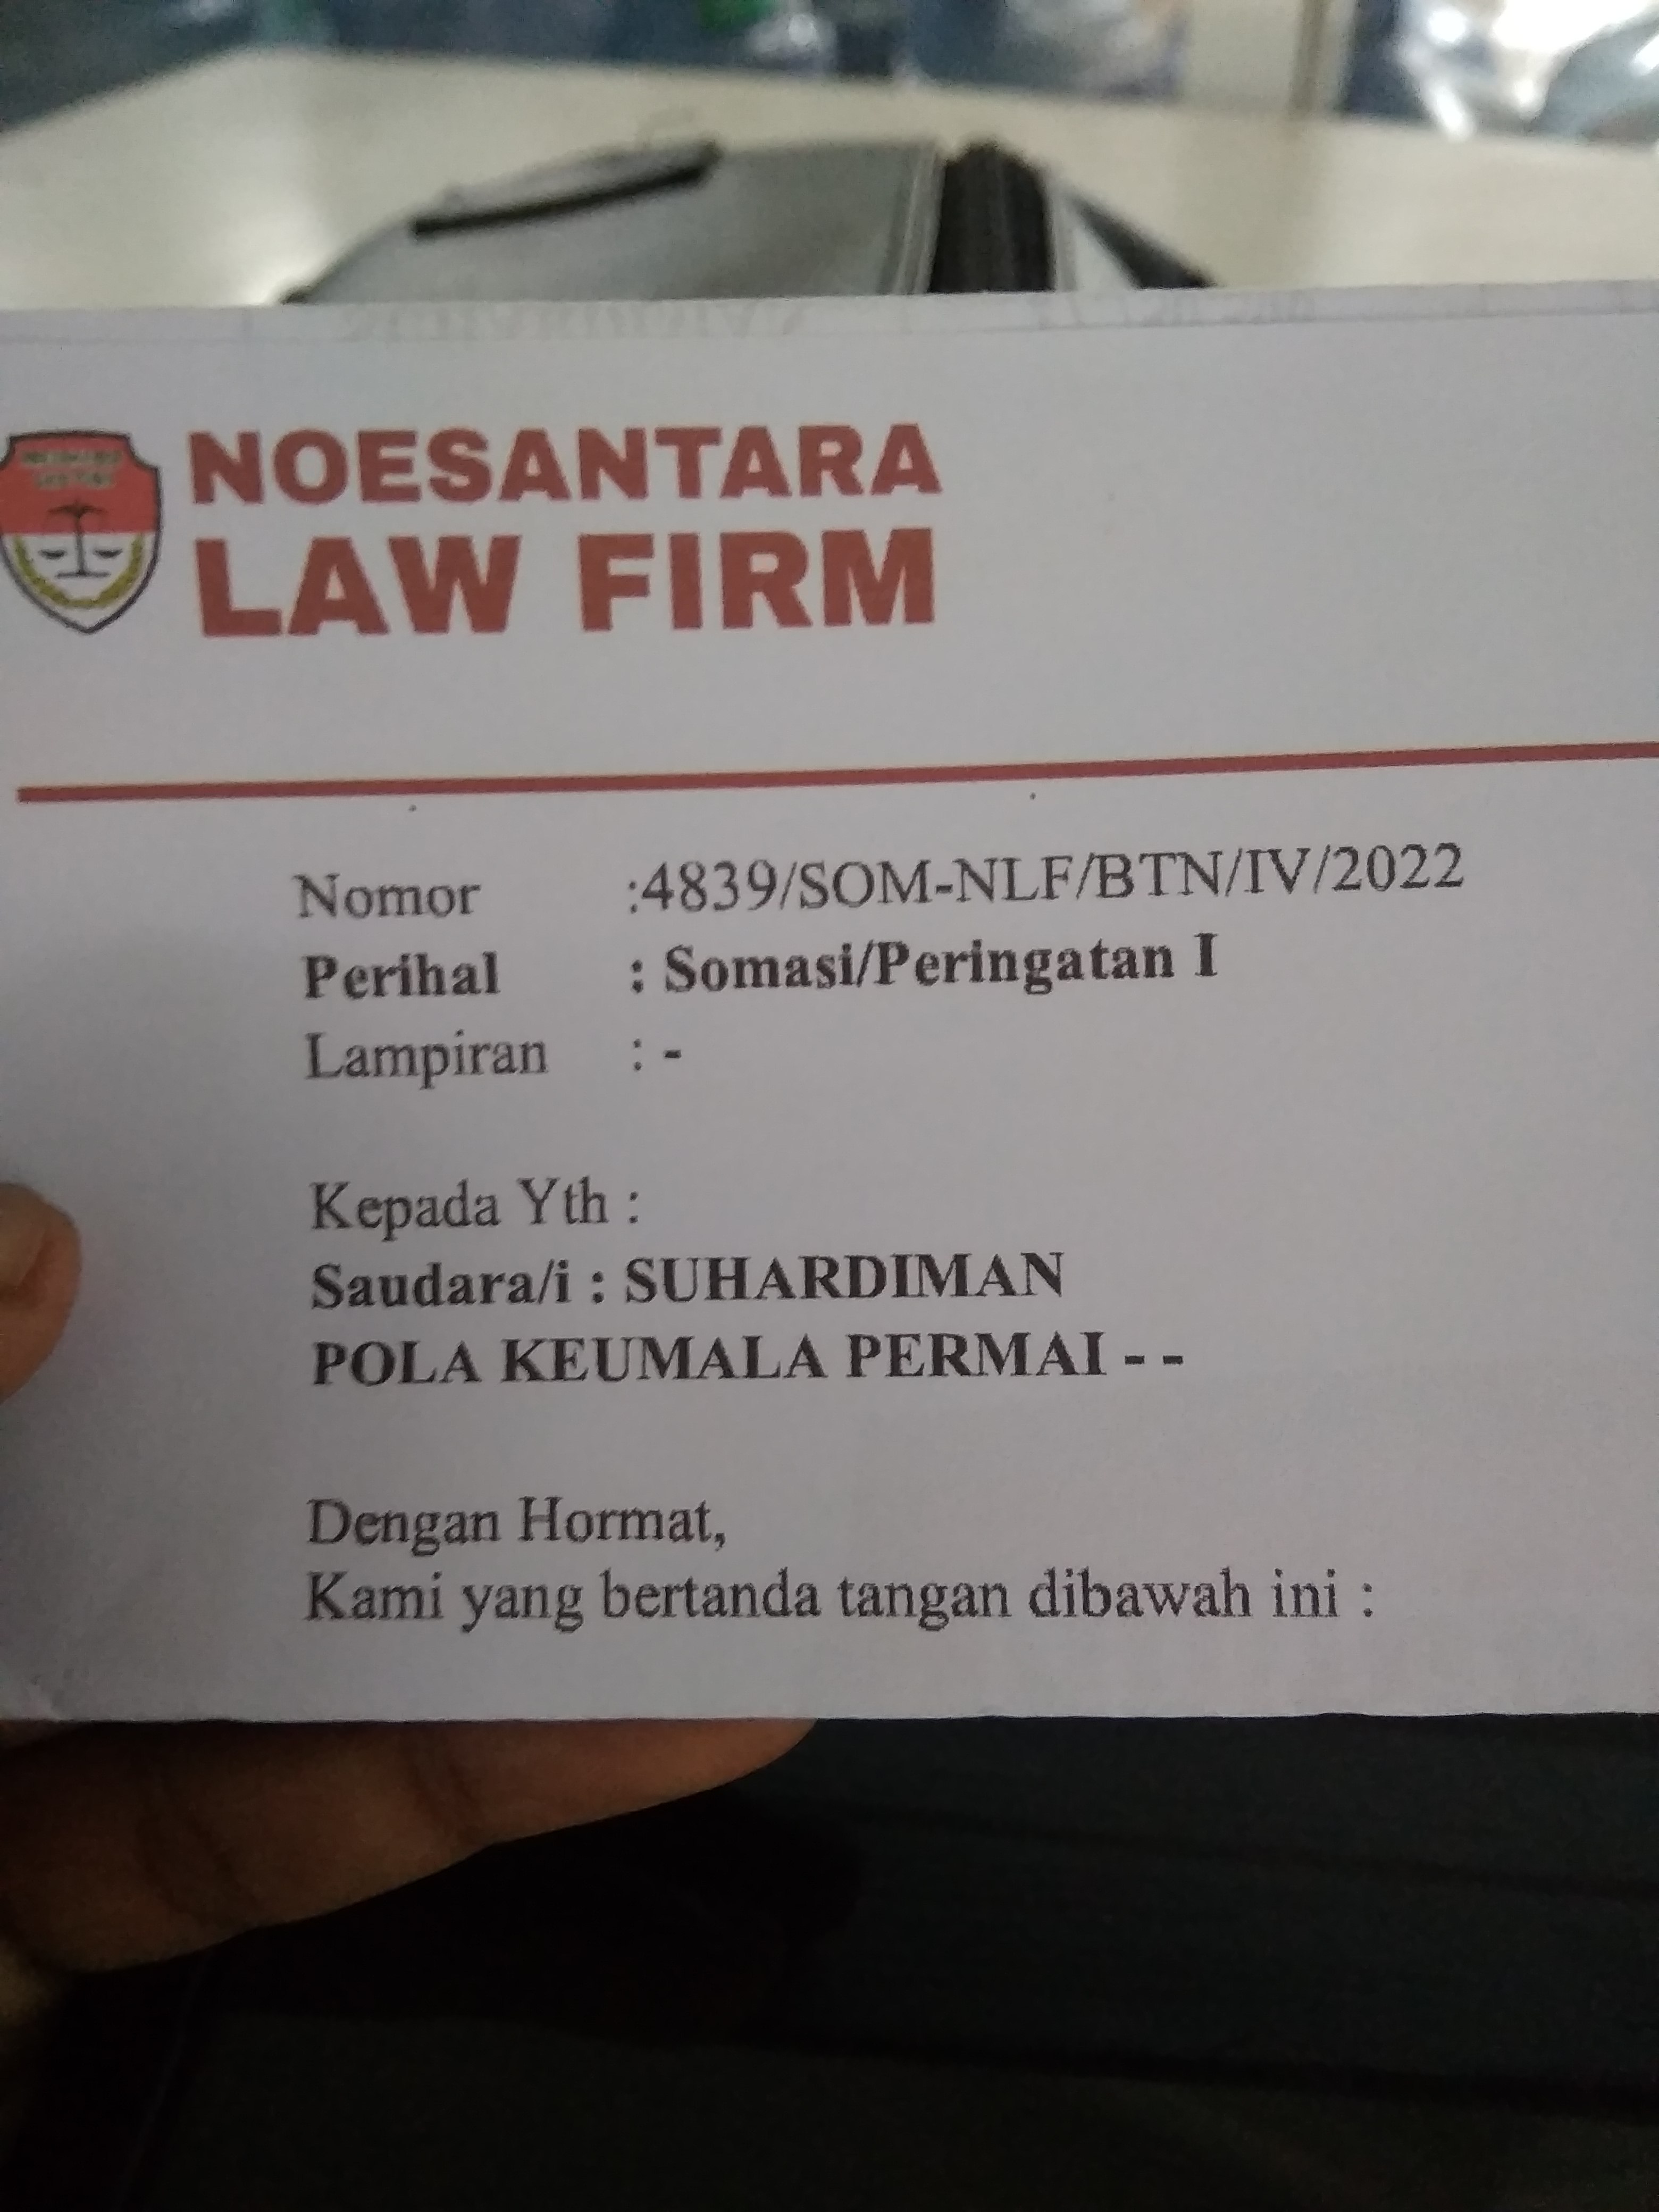 NOESANTARA
LAW FIRM
Nomor :4839/SOM-NLF/BTN/IV/2022
Perihal : Somasi/Peringatan I
Lampiran : -
Kepada Yth :
Saudara/i : SUHARDIMAN
POLA KEUMALA PERMAI - -
Dengan Hormat,
Kami yang bertanda tangan dibawah ini :